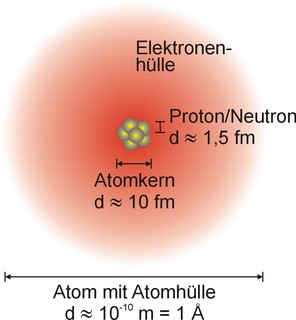 Elektronen-
hülle
Proton/Neutron
d ≈ 1,5 fm
Atomkern
d ≈ 10 fm
Atom mit Atomhülle
d ≈ 10⁻¹⁰ m = 1 Å